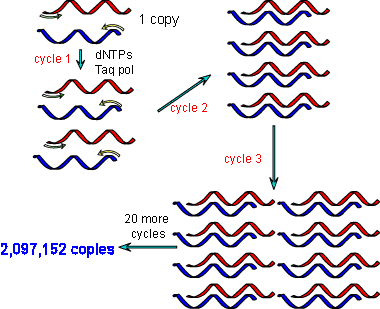 1 copy
cycle 1
dNTPs
Taq pol
cycle 2
cycle 3
20 more
cycles
2,097,152 copies